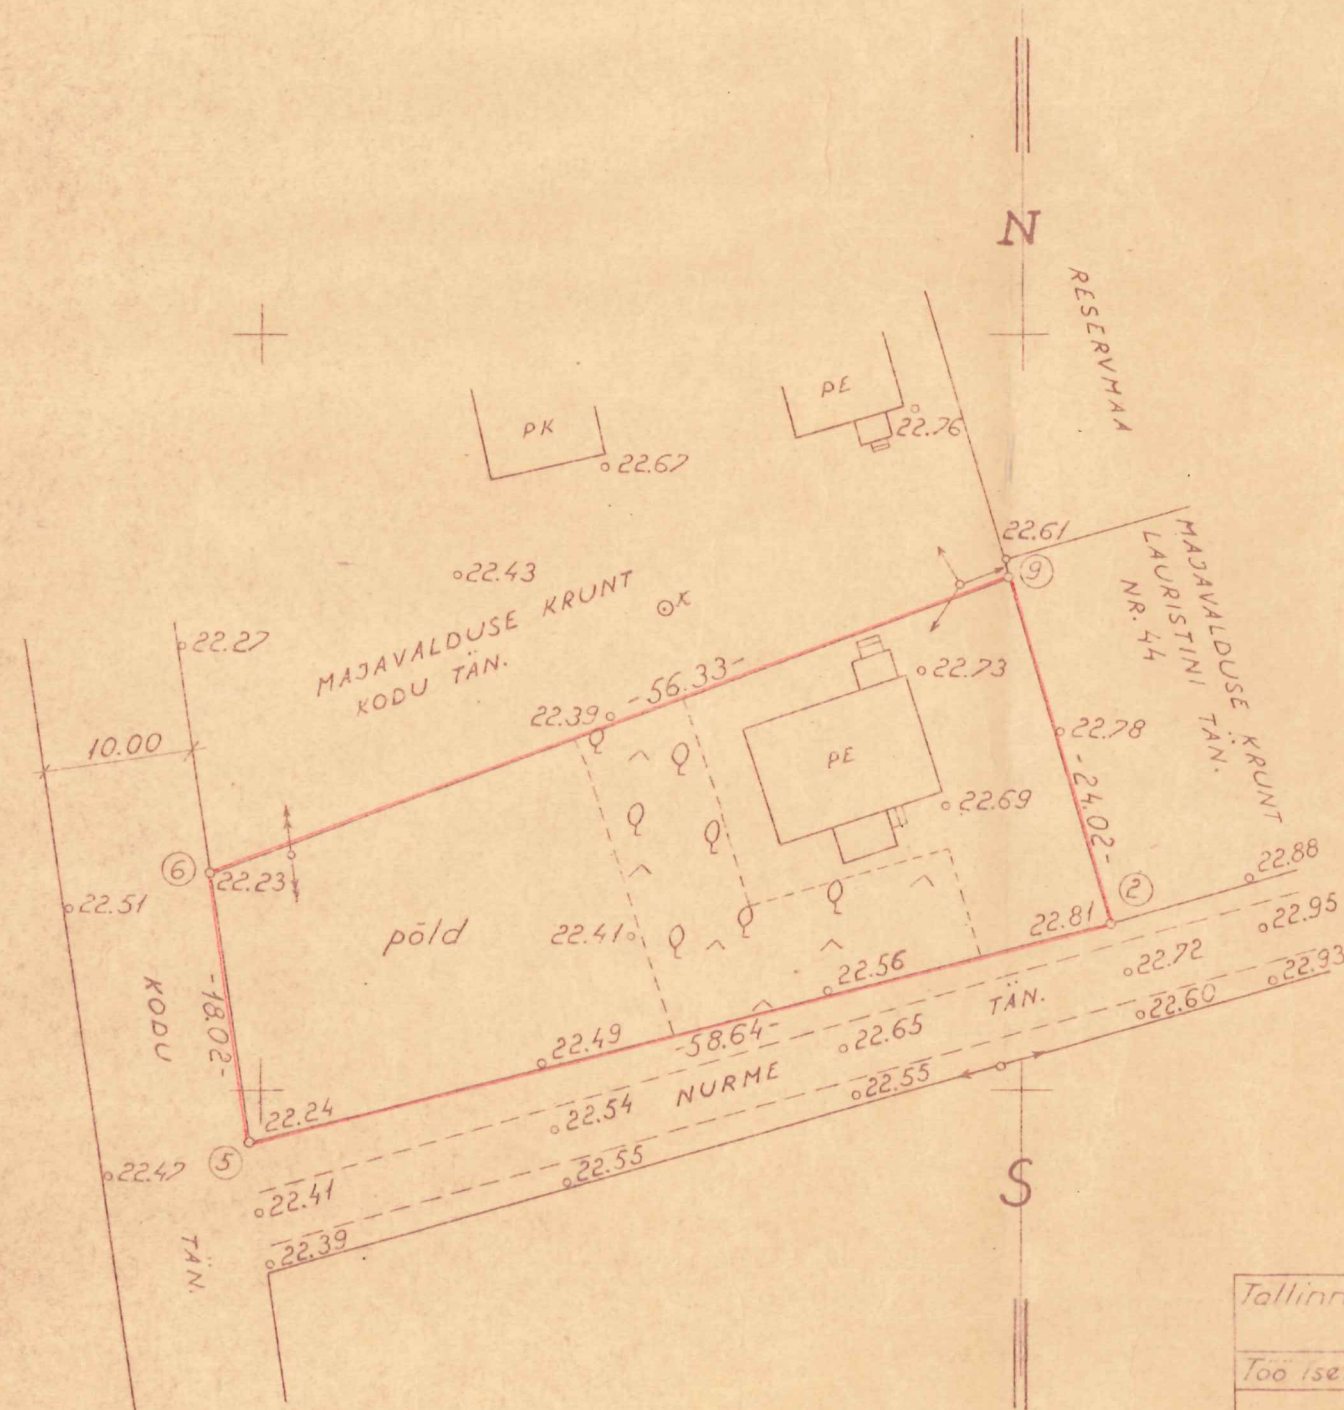 N
RESERVMAA
PE
22.76
PK
22.67
22.61
9
22.43
MAJAVALDUSE KRUNT
KODU TÄN.
K
MAJAVALDUSE KRUNT
LAURISTINI TÄN.
NR. 44
22.27
-56.33-
22.73
22.39
10.00
22.78
PE
-24.02-
22.69
6
22.23
22.88
2
22.51
põld
22.41
22.81
22.95
22.56
22.72
22.93
KODU
-18.02-
TÄN.
22.60
22.49
-58.64-
22.65
NURME
22.55
22.24
22.54
5
22.47
22.55
22.41
S
22.39
TÄN.
Tallinn
Töö ise